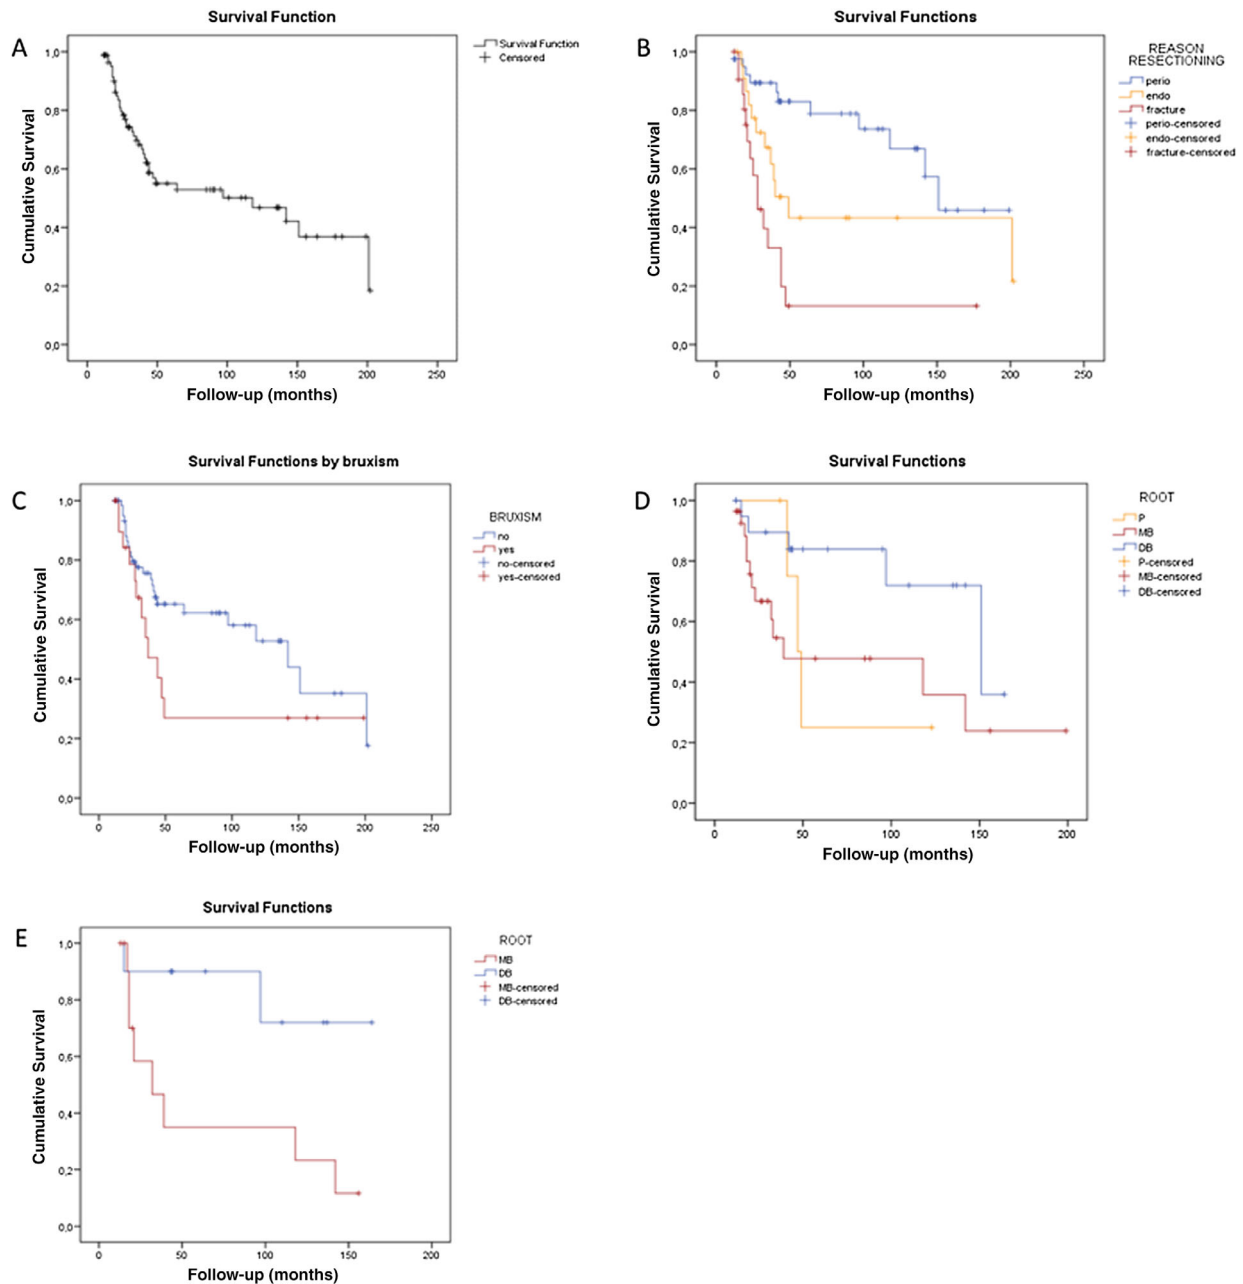 Survival Function
A
Cumulative Survival
1,0
0,8
0,6
0,4
0,2
0,0
0 50 100 150 200 250
Follow-up (months)
Survival Function
Censored
Survival Functions
B
Cumulative Survival
1,0
0,8
0,6
0,4
0,2
0,0
0 50 100 150 200 250
Follow-up (months)
REASON
RESECTIONING
perio
endo
fracture
perio-censored
endo-censored
fracture-censored
Survival Functions by bruxism
C
Cumulative Survival
1,0
0,8
0,6
0,4
0,2
0,0
0 50 100 150 200 250
Follow-up (months)
BRUXISM
no
yes
no-censored
yes-censored
Survival Functions
D
Cumulative Survival
1,0
0,8
0,6
0,4
0,2
0,0
0 50 100 150 200
Follow-up (months)
ROOT
P
MB
DB
P-censored
MB-censored
DB-censored
Survival Functions
E
Cumulative Survival
1,0
0,8
0,6
0,4
0,2
0,0
0 50 100 150 200
Follow-up (months)
ROOT
MB
DB
MB-censored
DB-censored